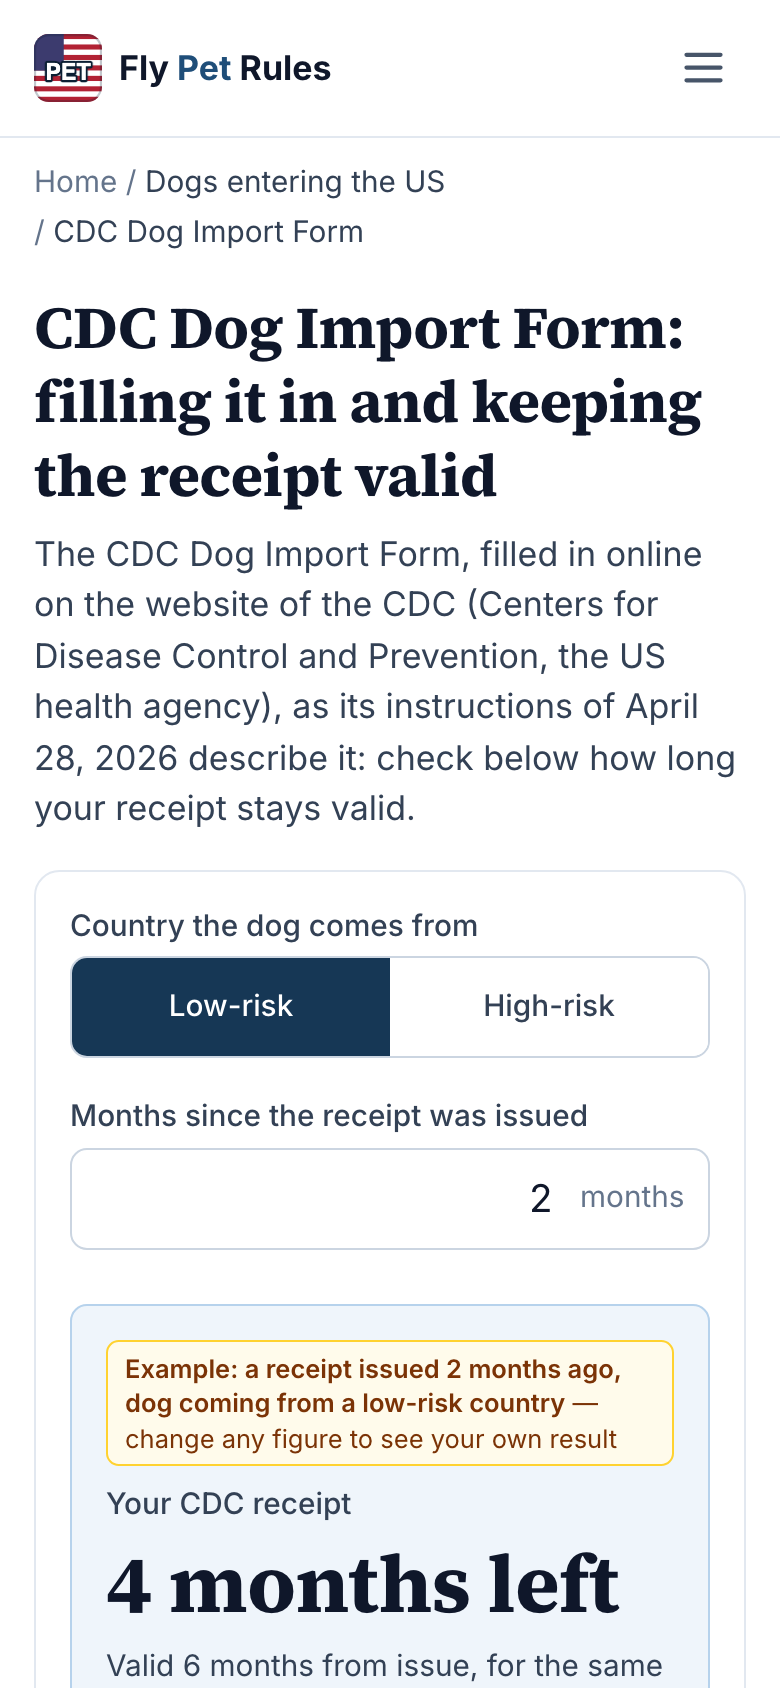 PET
Fly Pet Rules
Home / Dogs entering the US
/ CDC Dog Import Form
CDC Dog Import Form:
filling it in and keeping
the receipt valid
The CDC Dog Import Form, filled in online
on the website of the CDC (Centers for
Disease Control and Prevention, the US
health agency), as its instructions of April
28, 2026 describe it: check below how long
your receipt stays valid.
Country the dog comes from
Low-risk
High-risk
Months since the receipt was issued
2 months
Example: a receipt issued 2 months ago,
dog coming from a low-risk country —
change any figure to see your own result
Your CDC receipt
4 months left
Valid 6 months from issue, for the same